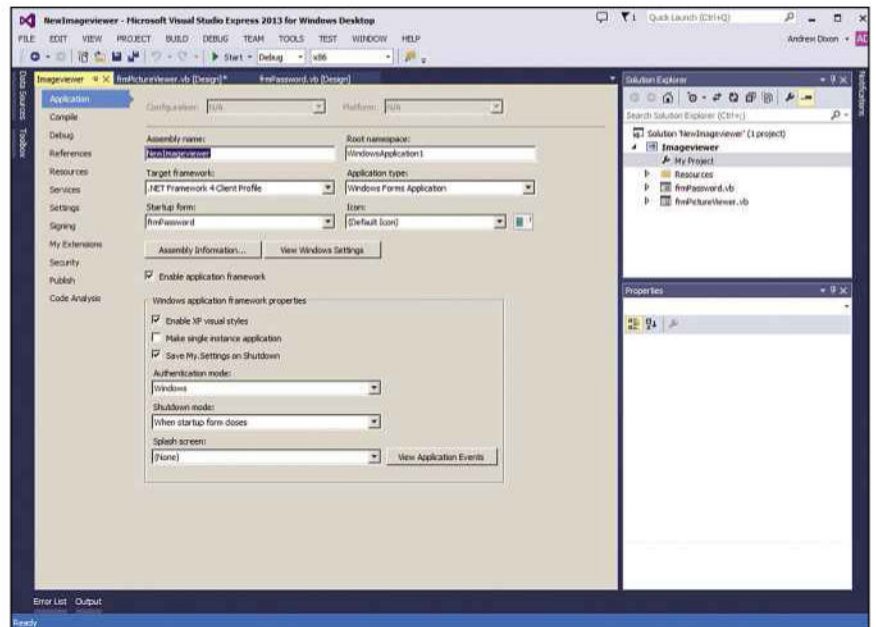 NewImageviewer - Microsoft Visual Studio Express 2013 for Windows Desktop
1
Quick Launch (Ctrl+Q)
FILE EDIT VIEW PROJECT BUILD DEBUG TEAM TOOLS TEST WINDOW HELP
Andrew Dixon
AD
Start Debug x86
Data Sources
Toolbox
Imageviewer
frmPictureViewer.vb [Design]*
frmPassword.vb [Design]
Application
Compile
Debug
References
Resources
Services
Settings
Signing
My Extensions
Security
Publish
Code Analysis
Configuration: N/A
Platform: N/A
Assembly name:
NewImageviewer
Root namespace:
WindowsApplication1
Target framework:
.NET Framework 4 Client Profile
Application type:
Windows Forms Application
Startup form:
frmPassword
Icon:
(Default Icon)
Assembly Information...
View Windows Settings
Enable application framework
Windows application framework properties
Enable XP visual styles
Make single instance application
Save My.Settings on Shutdown
Authentication mode:
Windows
Shutdown mode:
When startup form closes
Splash screen:
(None)
View Application Events
Solution Explorer
Search Solution Explorer (Ctrl+;)
Solution 'NewImageviewer' (1 project)
Imageviewer
My Project
Resources
frmPassword.vb
frmPictureViewer.vb
Properties
Notifications
Error List Output
Ready